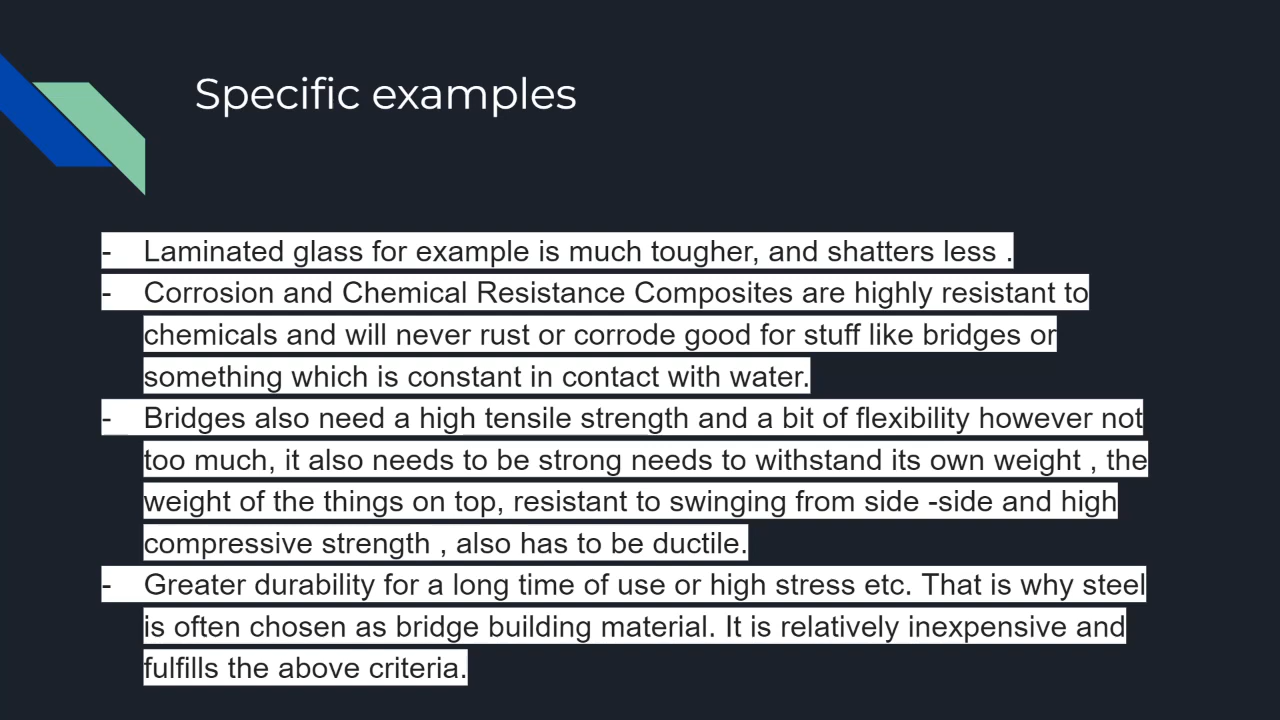 Specific examples
- Laminated glass for example is much tougher, and shatters less .
- Corrosion and Chemical Resistance Composites are highly resistant to
chemicals and will never rust or corrode good for stuff like bridges or
something which is constant in contact with water.
- Bridges also need a high tensile strength and a bit of flexibility however not
too much, it also needs to be strong needs to withstand its own weight , the
weight of the things on top, resistant to swinging from side -side and high
compressive strength , also has to be ductile.
- Greater durability for a long time of use or high stress etc. That is why steel
is often chosen as bridge building material. It is relatively inexpensive and
fulfills the above criteria.